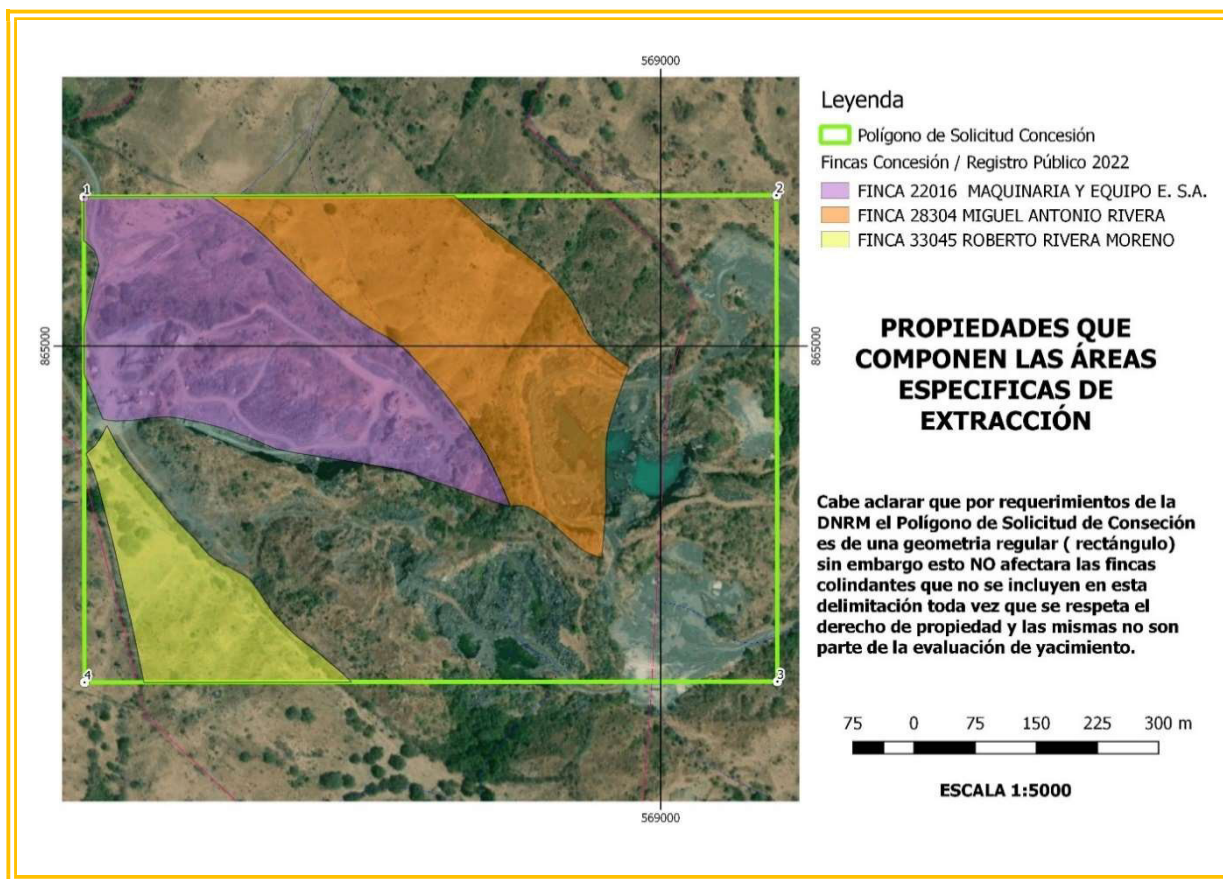 569000
Leyenda
Polígono de Solicitud Concesión
Fincas Concesión / Registro Público 2022
FINCA 22016 MAQUINARIA Y EQUIPO E. S.A.
FINCA 28304 MIGUEL ANTONIO RIVERA
FINCA 33045 ROBERTO RIVERA MORENO
1
2
865000
865000
PROPIEDADES QUE
COMPONEN LAS ÁREAS
ESPECIFICAS DE
EXTRACCIÓN
Cabe aclarar que por requerimientos de la
DNRM el Polígono de Solicitud de Conseción
es de una geometria regular ( rectángulo)
sin embargo esto NO afectara las fincas
colindantes que no se incluyen en esta
delimitación toda vez que se respeta el
derecho de propiedad y las mismas no son
parte de la evaluación de yacimiento.
4
3
75 0 75 150 225 300 m
ESCALA 1:5000
569000